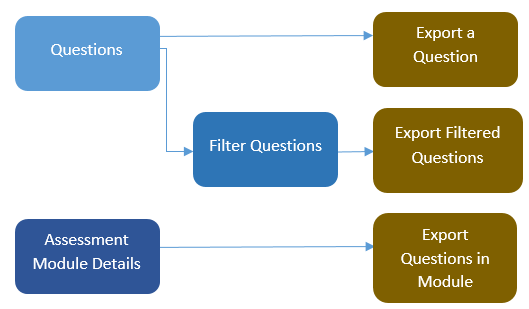 Questions
Export a
Question
Filter Questions
Export Filtered
Questions
Assessment
Module Details
Export
Questions in
Module